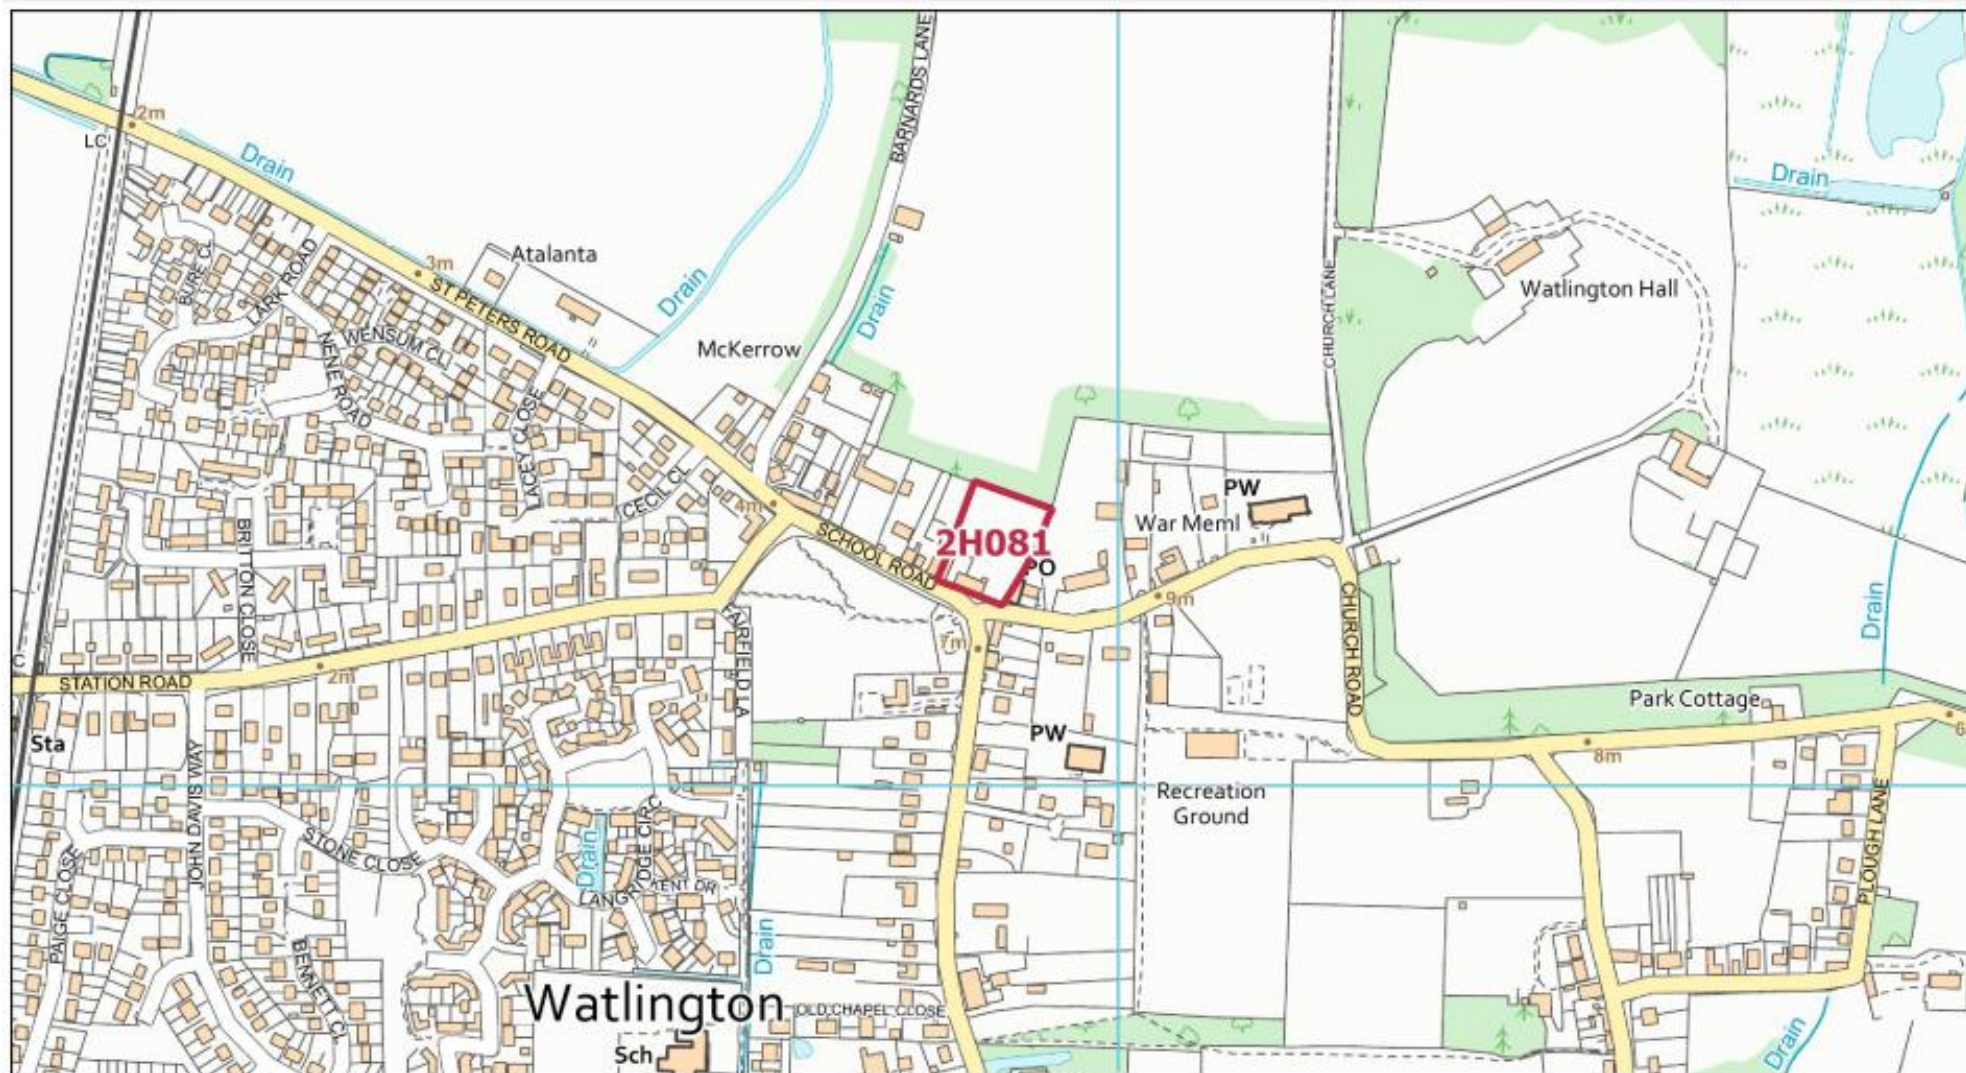 BARNARDS LANE
2m
LC
Drain
Drain
BURE CL
LARK ROAD
3m
Atalanta
ST PETERS ROAD
Drain
Drain
McKerrow
CHURCH LANE
Watlington Hall
WENSUM CL
NENE ROAD
LACEY CLOSE
CECIL CL
4m
SCHOOL ROAD
2H081
PO
PW
War Meml
9m
BRITTON CLOSE
FAIRFIELD LA
7m
CHURCH ROAD
Drain
STATION ROAD
2m
Park Cottage
Sta
PW
8m
6
JOHN DAVIS WAY
Recreation
Ground
PLOUGH LANE
STONE CLOSE
PAIGE CLOSE
Drain
LANGRIDGE CIRC
KENT DR
BENNETT CL
Drain
Watlington
OLD CHAPEL CLOSE
Sch
Drain